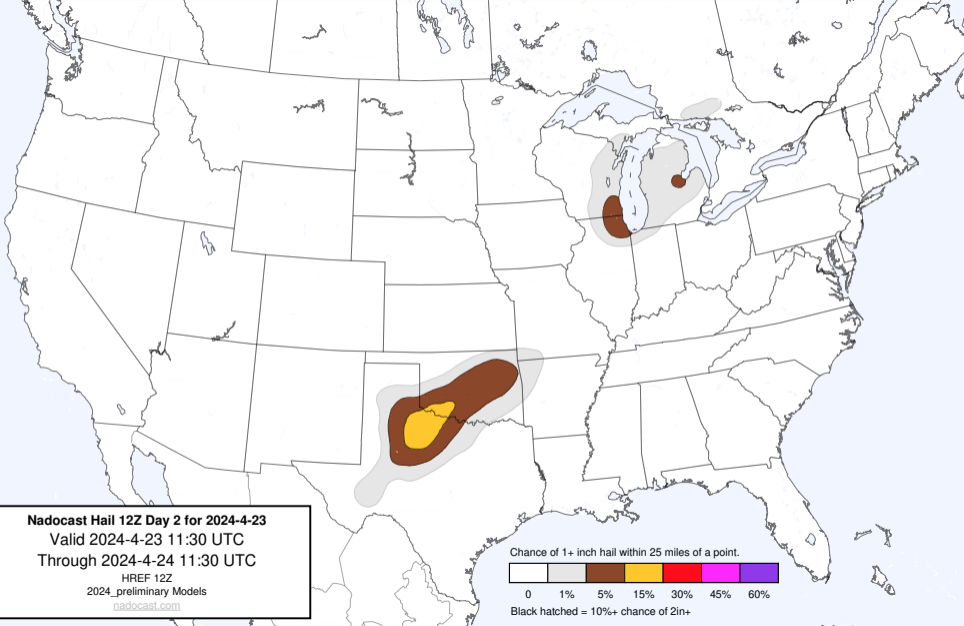 Nadocast Hail 12Z Day 2 for 2024-4-23
Valid 2024-4-23 11:30 UTC
Through 2024-4-24 11:30 UTC
HREF 12Z
2024_preliminary Models
nadocast.com
Chance of 1+ inch hail within 25 miles of a point.
0 1% 5% 15% 30% 45% 60%
Black hatched = 10%+ chance of 2in+